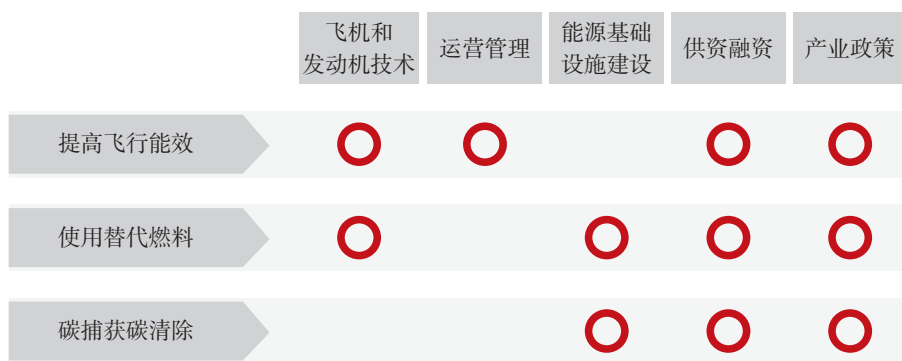 飞机和
发动机技术
运营管理
能源基础
设施建设
供资融资
产业政策
提高飞行能效
使用替代燃料
碳捕获碳清除